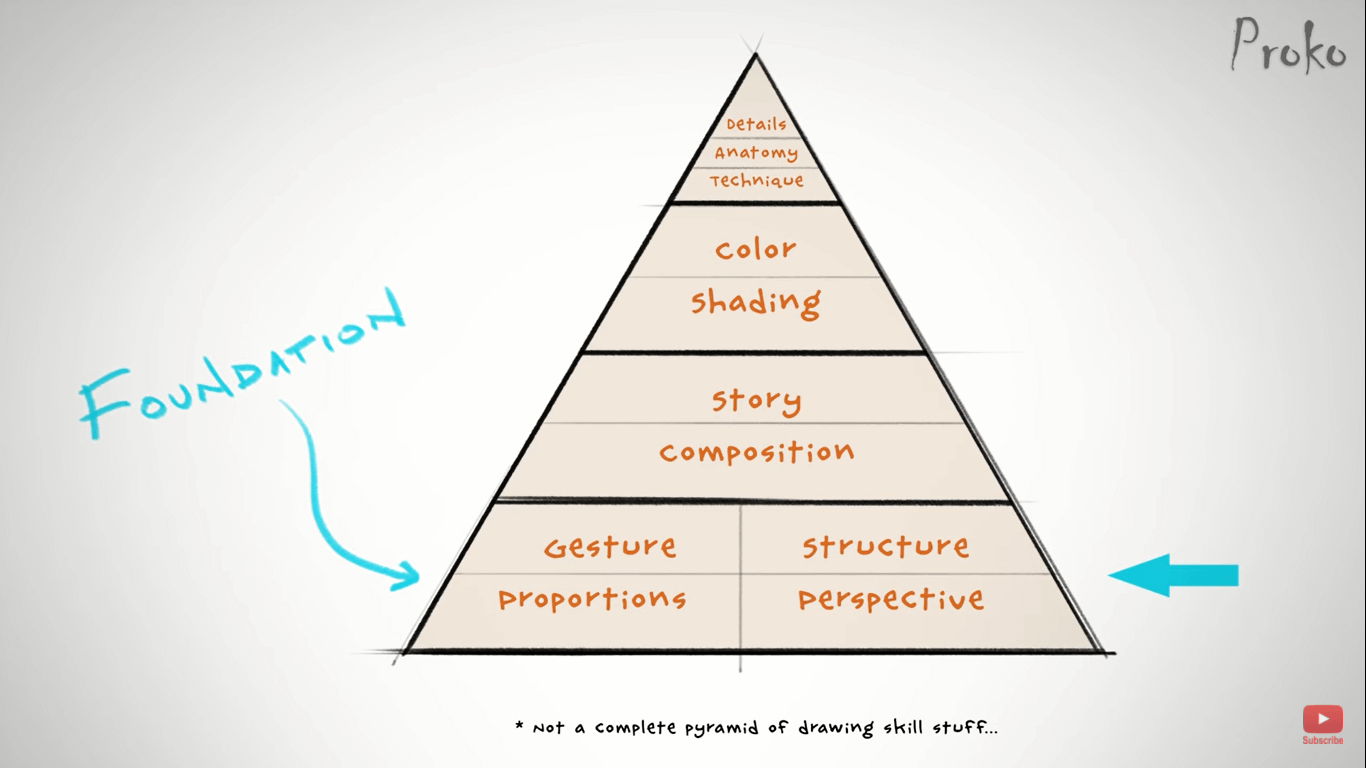 Proko
Details
Anatomy
Technique
Color
Shading
Story
Composition
FOUNDATION
Gesture
Structure
Proportions
Perspective
* Not a complete pyramid of drawing skill stuff...
Subscribe